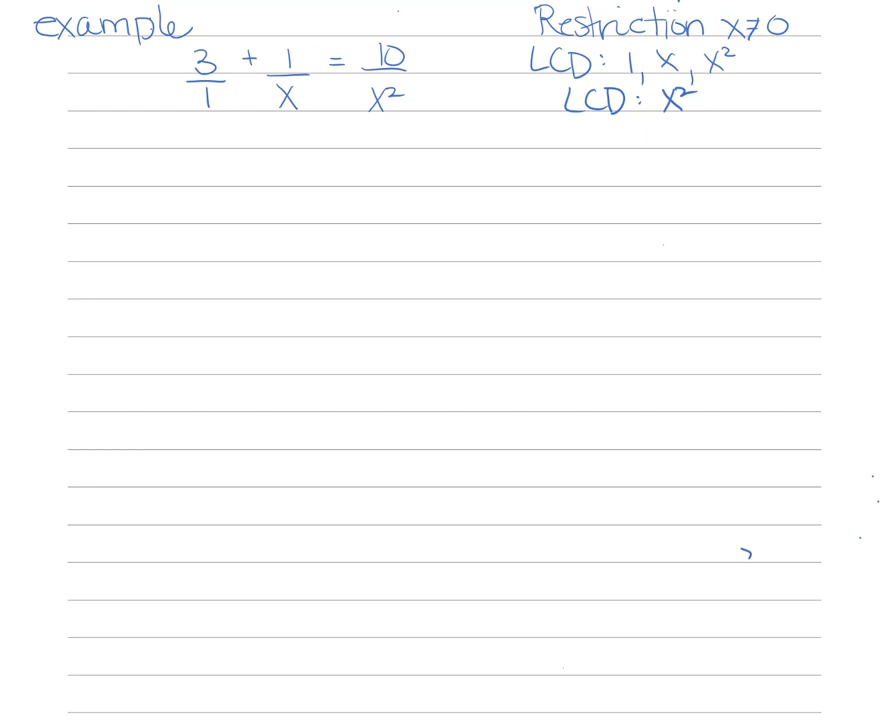 example
3/1 + 1/x = 10/x²
Restriction x≠0
LCD: 1, x, x²
LCD: x²